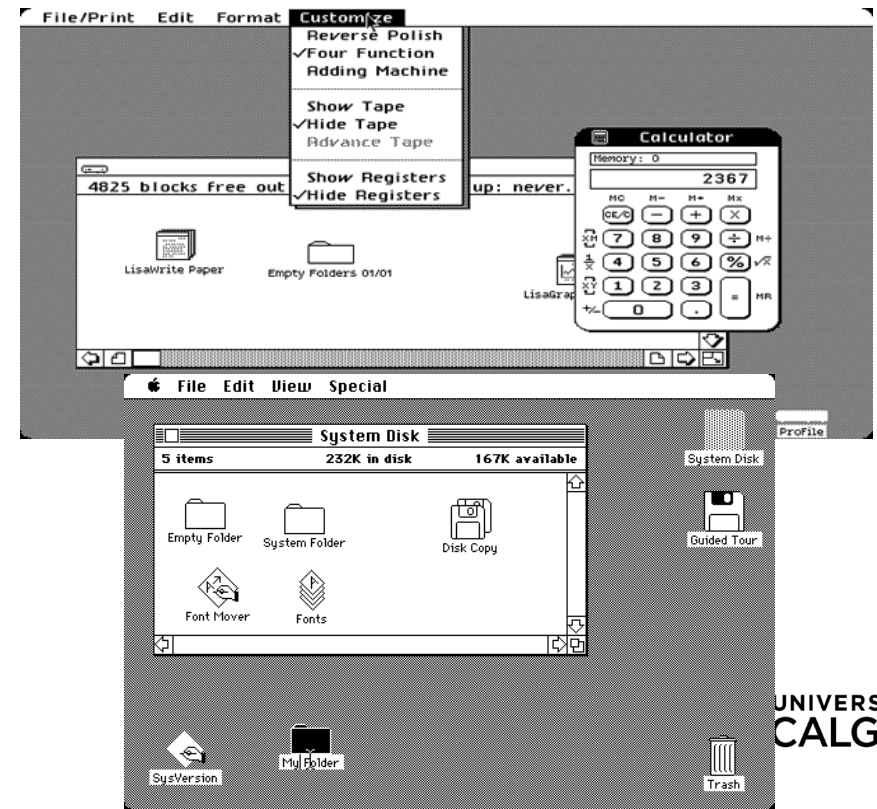 File/Print Edit Format Customize
Reverse Polish
✓Four Function
Adding Machine
Show Tape
✓Hide Tape
Advance Tape
Show Registers
✓Hide Registers
4825 blocks free out
up: never.
LisaWrite Paper
Empty Folders 01/01
LisaGrap
Calculator
Memory: 0
2367
MC M- M+ Mx
CE/C − + ×
XM 7 8 9 ÷ M÷
1/x 4 5 6 % √x
XY 1 2 3 = MR
+/- 0 .
ProFile
File Edit View Special
System Disk
5 items 232K in disk 167K available
Empty Folder
System Folder
Disk Copy
Font Mover
Fonts
System Disk
Guided Tour
SysVersion
My Folder
Trash
UNIVERS
CALG